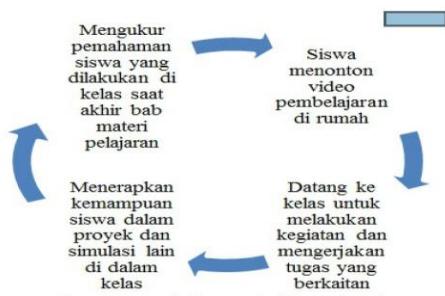 Mengukur
pemahaman
siswa yang
dilakukan di
kelas saat
akhir bab
materi
pelajaran
Siswa
menonton
video
pembelajaran
di rumah
Datang ke
kelas untuk
melakukan
kegiatan dan
mengerjakan
tugas yang
berkaitan
Menerapkan
kemampuan
siswa dalam
proyek dan
simulasi lain
di dalam
kelas